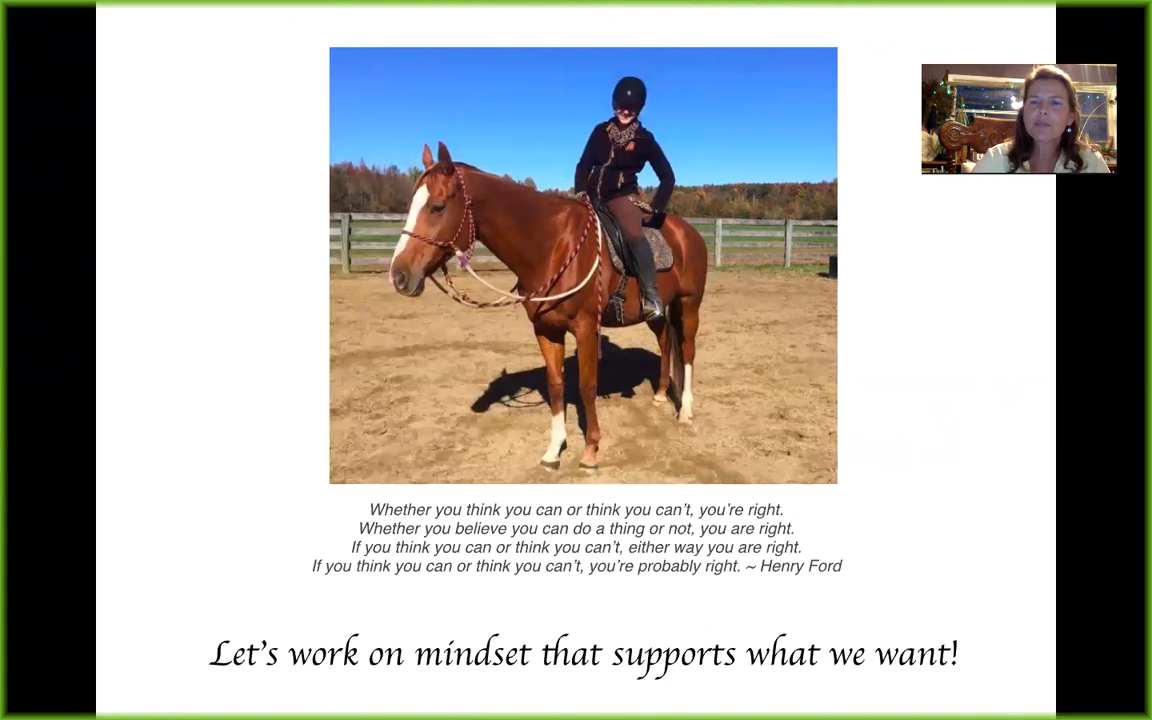 Whether you think you can or think you can't, you're right.
Whether you believe you can do a thing or not, you are right.
If you think you can or think you can't, either way you are right.
If you think you can or think you can't, you're probably right. ~ Henry Ford
Let's work on mindset that supports what we want!